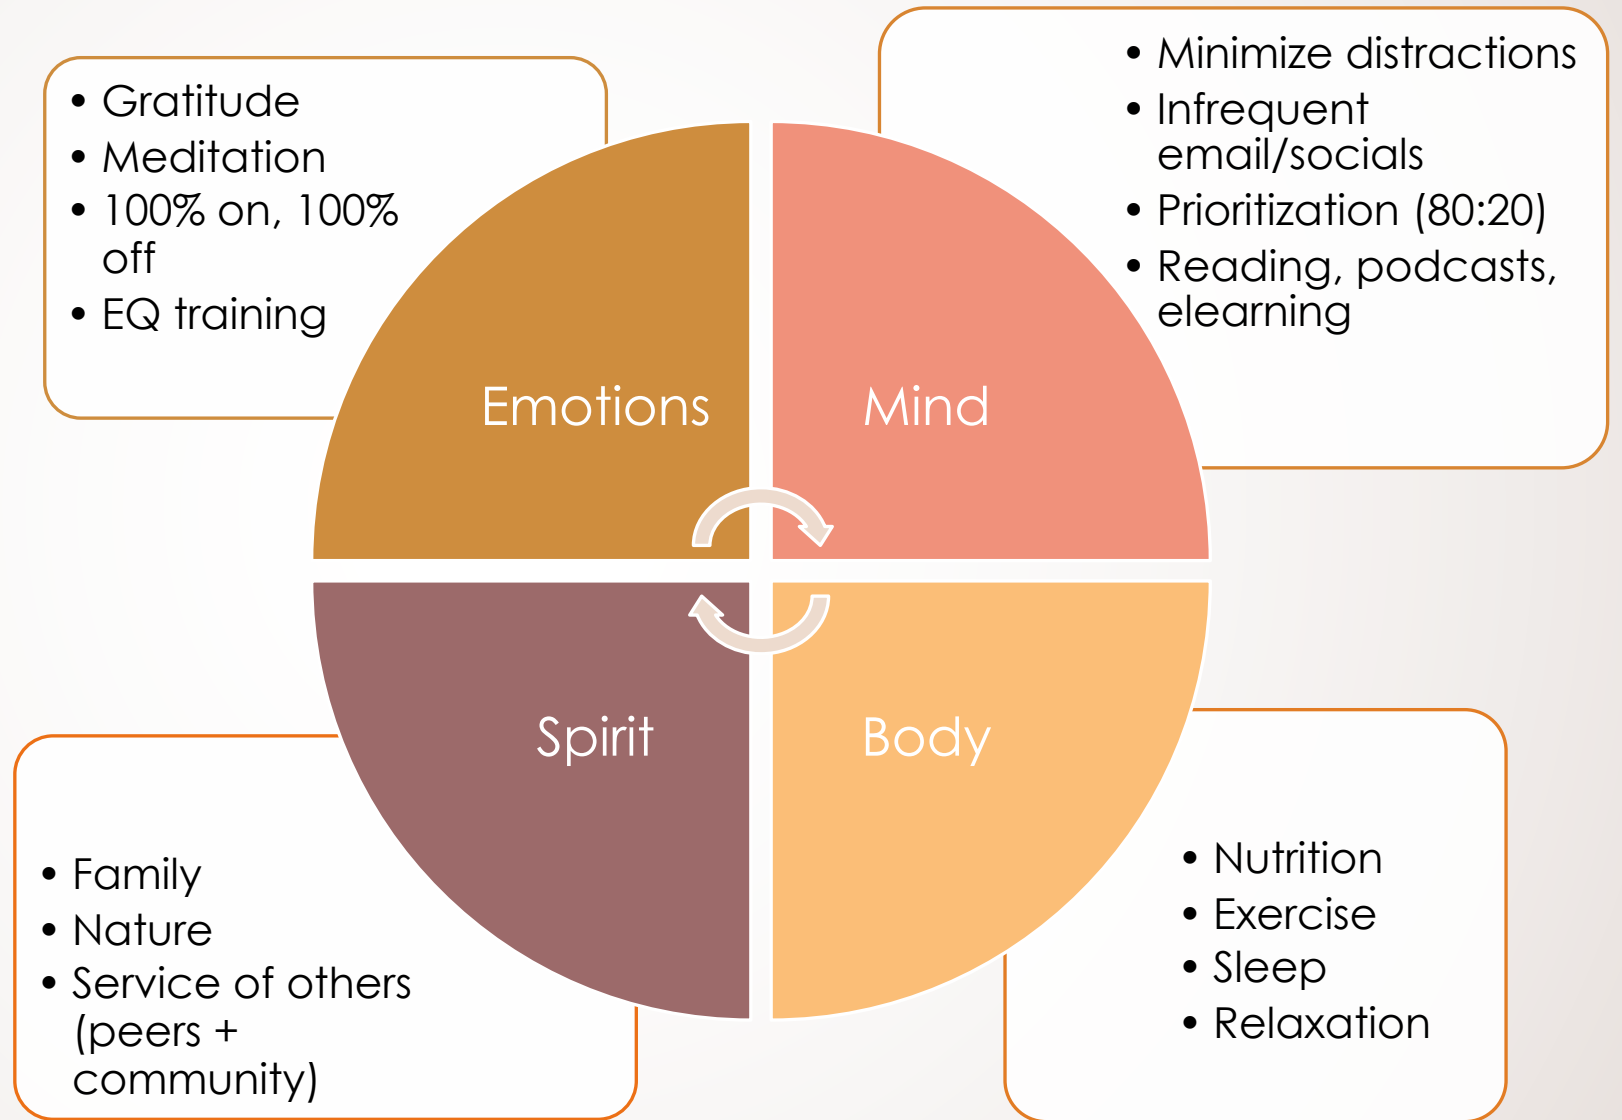 • Gratitude
• Meditation
• 100% on, 100%
off
• EQ training
• Minimize distractions
• Infrequent
email/socials
• Prioritization (80:20)
• Reading, podcasts,
elearning
Emotions
Mind
Spirit
Body
• Family
• Nature
• Service of others
(peers +
community)
• Nutrition
• Exercise
• Sleep
• Relaxation